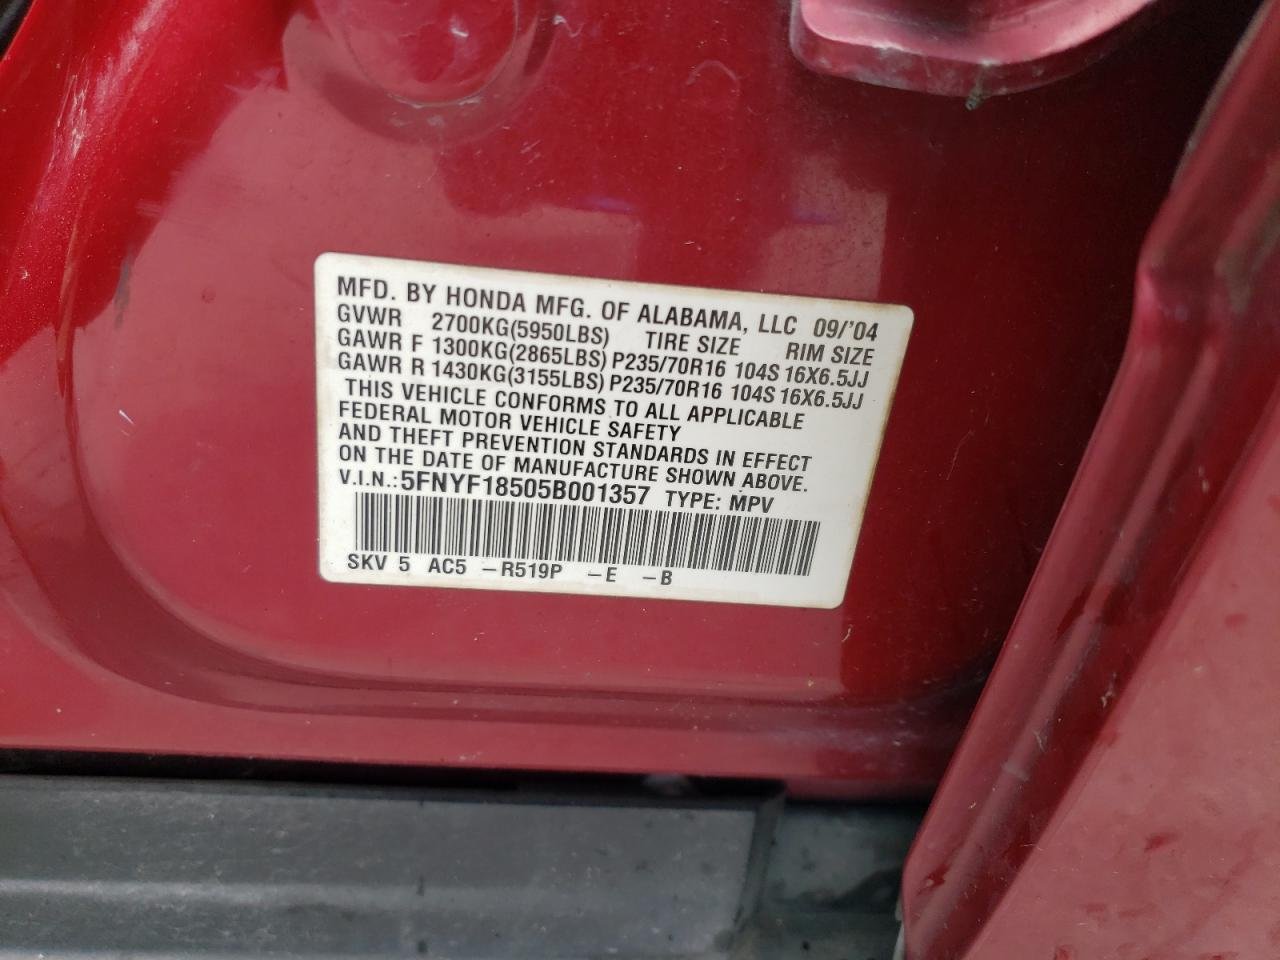 MFD. BY HONDA MFG. OF ALABAMA, LLC 09/'04
GVWR 2700KG(5950LBS) TIRE SIZE RIM SIZE
GAWR F 1300KG(2865LBS) P235/70R16 104S 16X6.5JJ
GAWR R 1430KG(3155LBS) P235/70R16 104S 16X6.5JJ
THIS VEHICLE CONFORMS TO ALL APPLICABLE
FEDERAL MOTOR VEHICLE SAFETY
AND THEFT PREVENTION STANDARDS IN EFFECT
ON THE DATE OF MANUFACTURE SHOWN ABOVE.
V.I.N.:5FNYF18505B001357 TYPE: MPV
SKV 5 AC5 -R519P -E -B